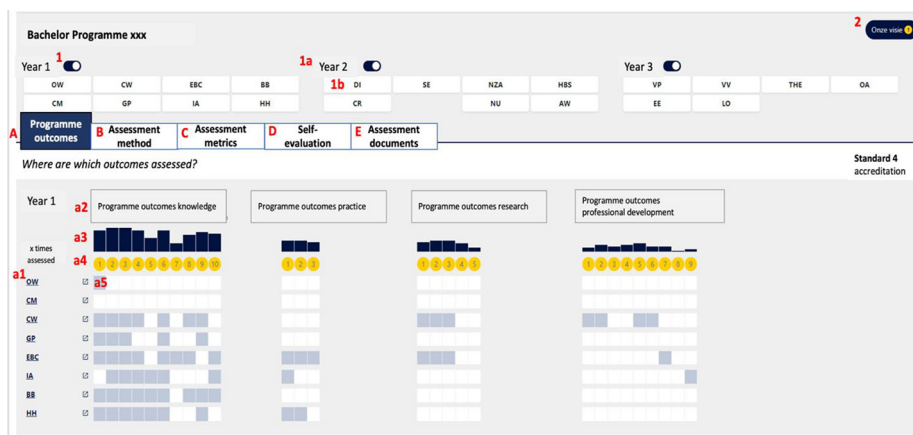 2
Bachelor Programme xxx
Onze visie
Year 1 1
1a Year 2
Year 3
OW CW EBC BB
1b DI SE NZA HBS
VP VV THE OA
CM GP IA HH
CR NU AW
EE LO
A Programme outcomes
B Assessment method
C Assessment metrics
D Self-evaluation
E Assessment documents
Where are which outcomes assessed?
Standard 4
accreditation
Year 1
a2 Programme outcomes knowledge
Programme outcomes practice
Programme outcomes research
Programme outcomes
professional development
a3
x times
assessed
a4 1 2 3 4 5 6 7 8 9 10
1 2 3
1 2 3 4 5
1 2 3 4 5 6 7 8 9
a1
OW a5
CM
CW
GP
EBC
IA
BB
HH